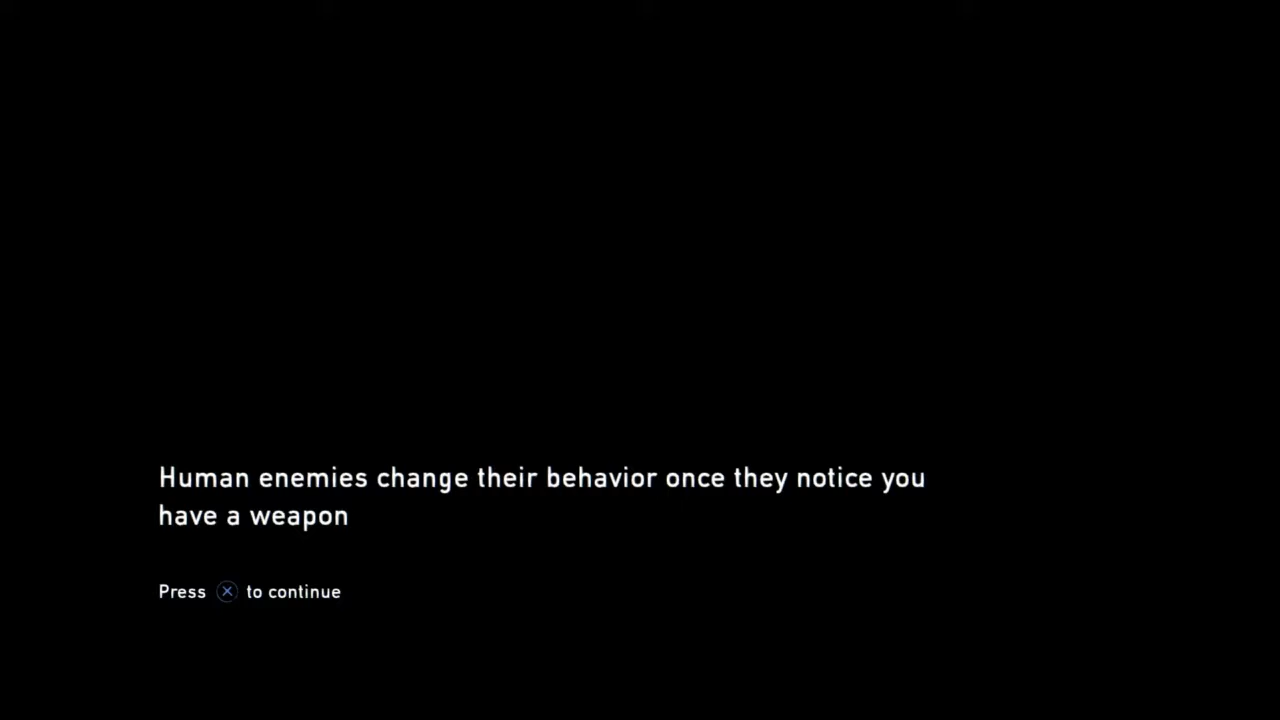 Human enemies change their behavior once they notice you
have a weapon
Press ⓧ to continue